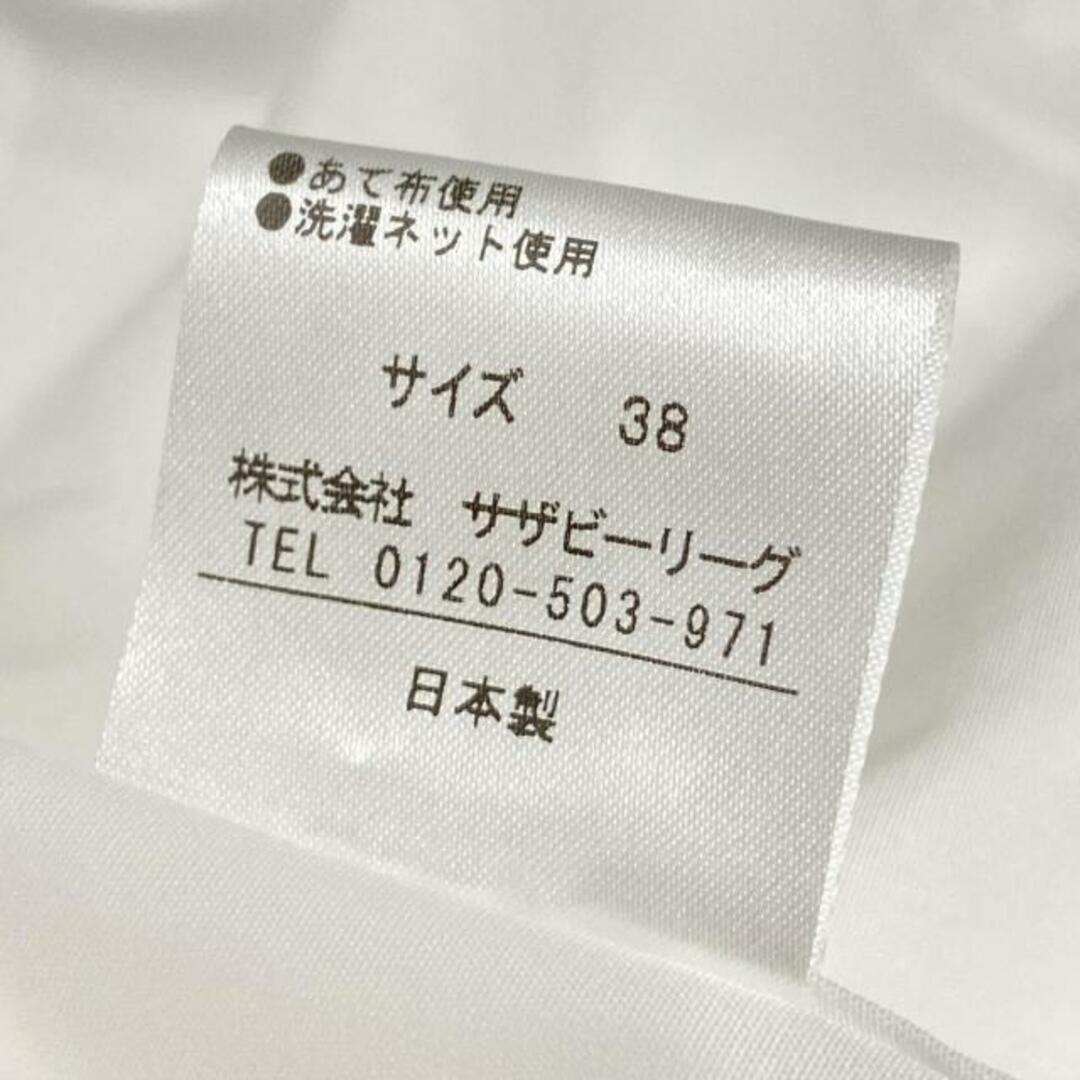 ●あて布使用
●洗濯ネット使用
サイズ 38
株式会社 サザビーリーグ
TEL 0120-503-971
日本製